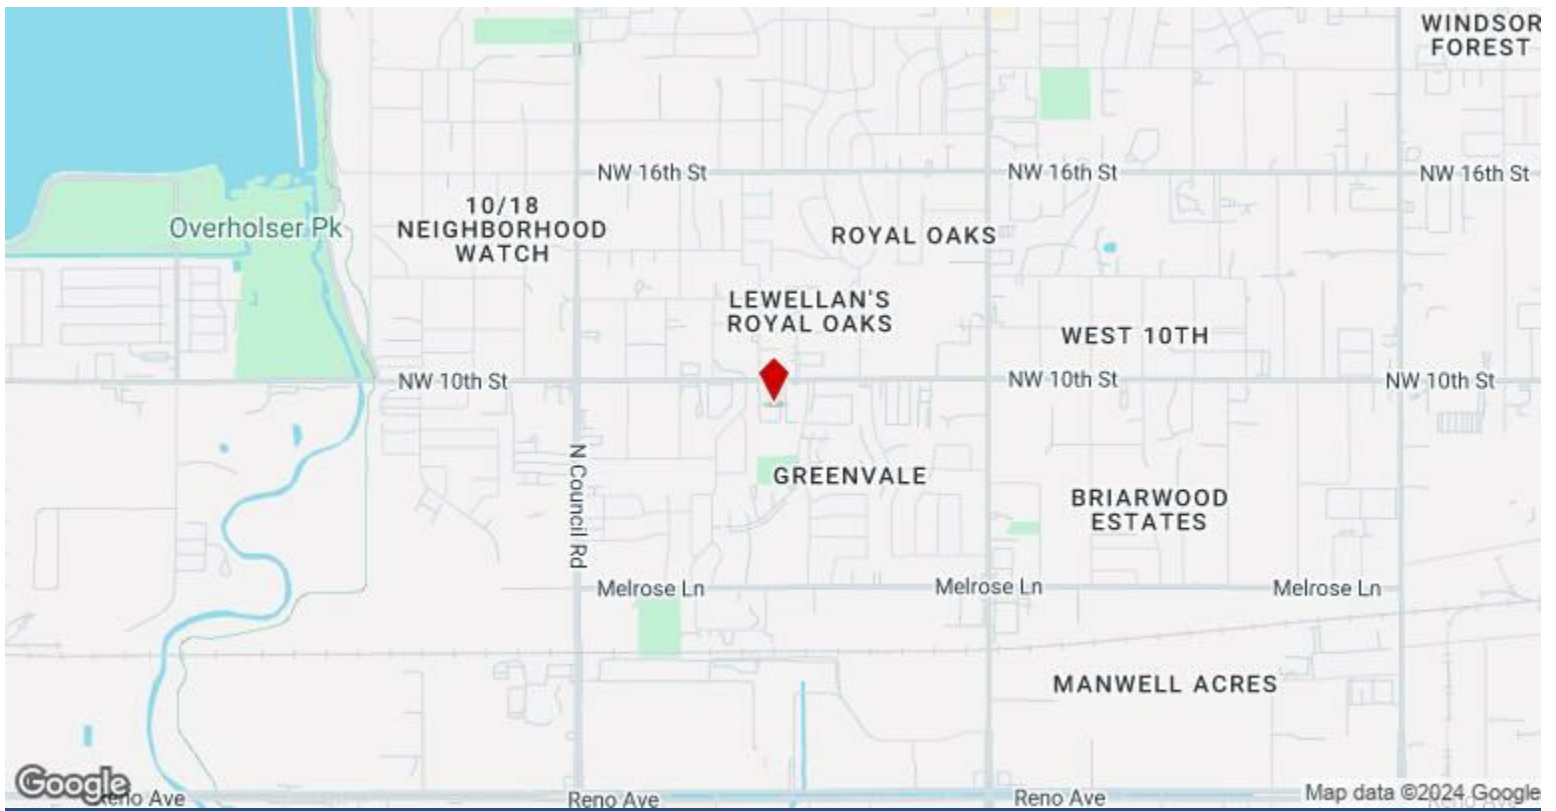 WINDSOR
FOREST
NW 16th St
NW 16th St
NW 16th St
10/18
NEIGHBORHOOD
WATCH
Overholser Pk
ROYAL OAKS
LEWELLAN'S
ROYAL OAKS
WEST 10TH
NW 10th St
NW 10th St
NW 10th St
N Council Rd
GREENVALE
BRIARWOOD
ESTATES
Melrose Ln
Melrose Ln
Melrose Ln
MANWELL ACRES
Google
Reno Ave
Reno Ave
Reno Ave
Map data ©2024 Google